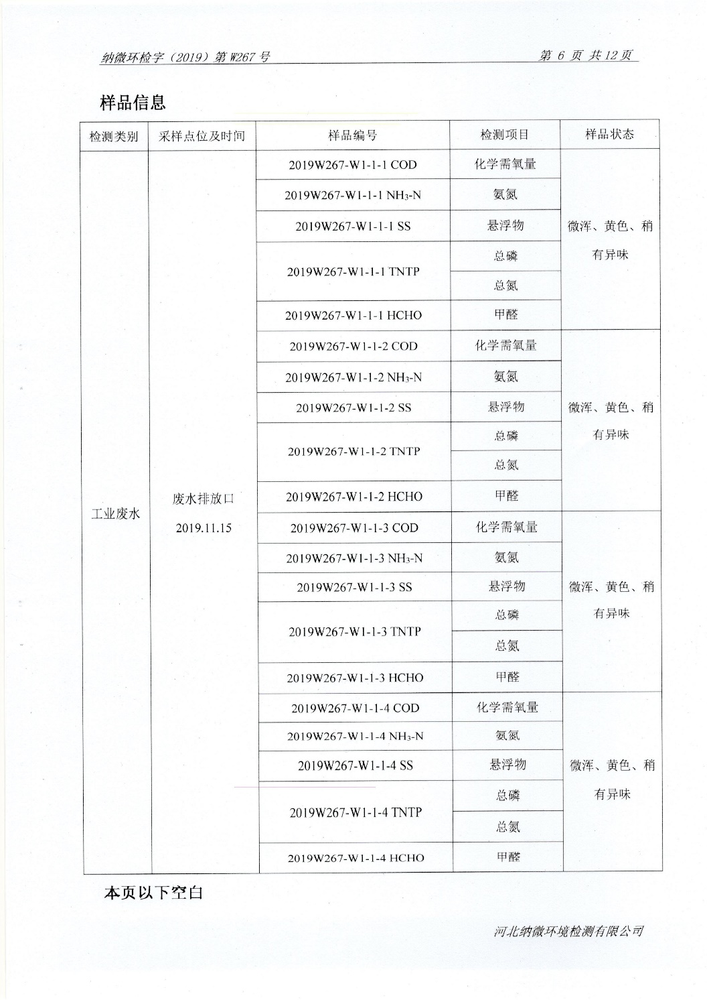 纳微环检字（2019）第 W267 号
第 6 页 共 12 页
样品信息
检测类别 采样点位及时间 样品编号 检测项目 样品状态
2019W267-W1-1-1 COD 化学需氧量
2019W267-W1-1-1 NH₃-N 氨氮
2019W267-W1-1-1 SS 悬浮物
微浑、黄色、稍
有异味
2019W267-W1-1-1 TNTP 总磷
总氮
2019W267-W1-1-1 HCHO 甲醛
2019W267-W1-1-2 COD 化学需氧量
2019W267-W1-1-2 NH₃-N 氨氮
2019W267-W1-1-2 SS 悬浮物
微浑、黄色、稍
有异味
2019W267-W1-1-2 TNTP 总磷
总氮
2019W267-W1-1-2 HCHO 甲醛
工业废水
废水排放口
2019.11.15
2019W267-W1-1-3 COD 化学需氧量
2019W267-W1-1-3 NH₃-N 氨氮
2019W267-W1-1-3 SS 悬浮物
微浑、黄色、稍
有异味
2019W267-W1-1-3 TNTP 总磷
总氮
2019W267-W1-1-3 HCHO 甲醛
2019W267-W1-1-4 COD 化学需氧量
2019W267-W1-1-4 NH₃-N 氨氮
2019W267-W1-1-4 SS 悬浮物
微浑、黄色、稍
有异味
2019W267-W1-1-4 TNTP 总磷
总氮
2019W267-W1-1-4 HCHO 甲醛
本页以下空白
河北纳微环境检测有限公司